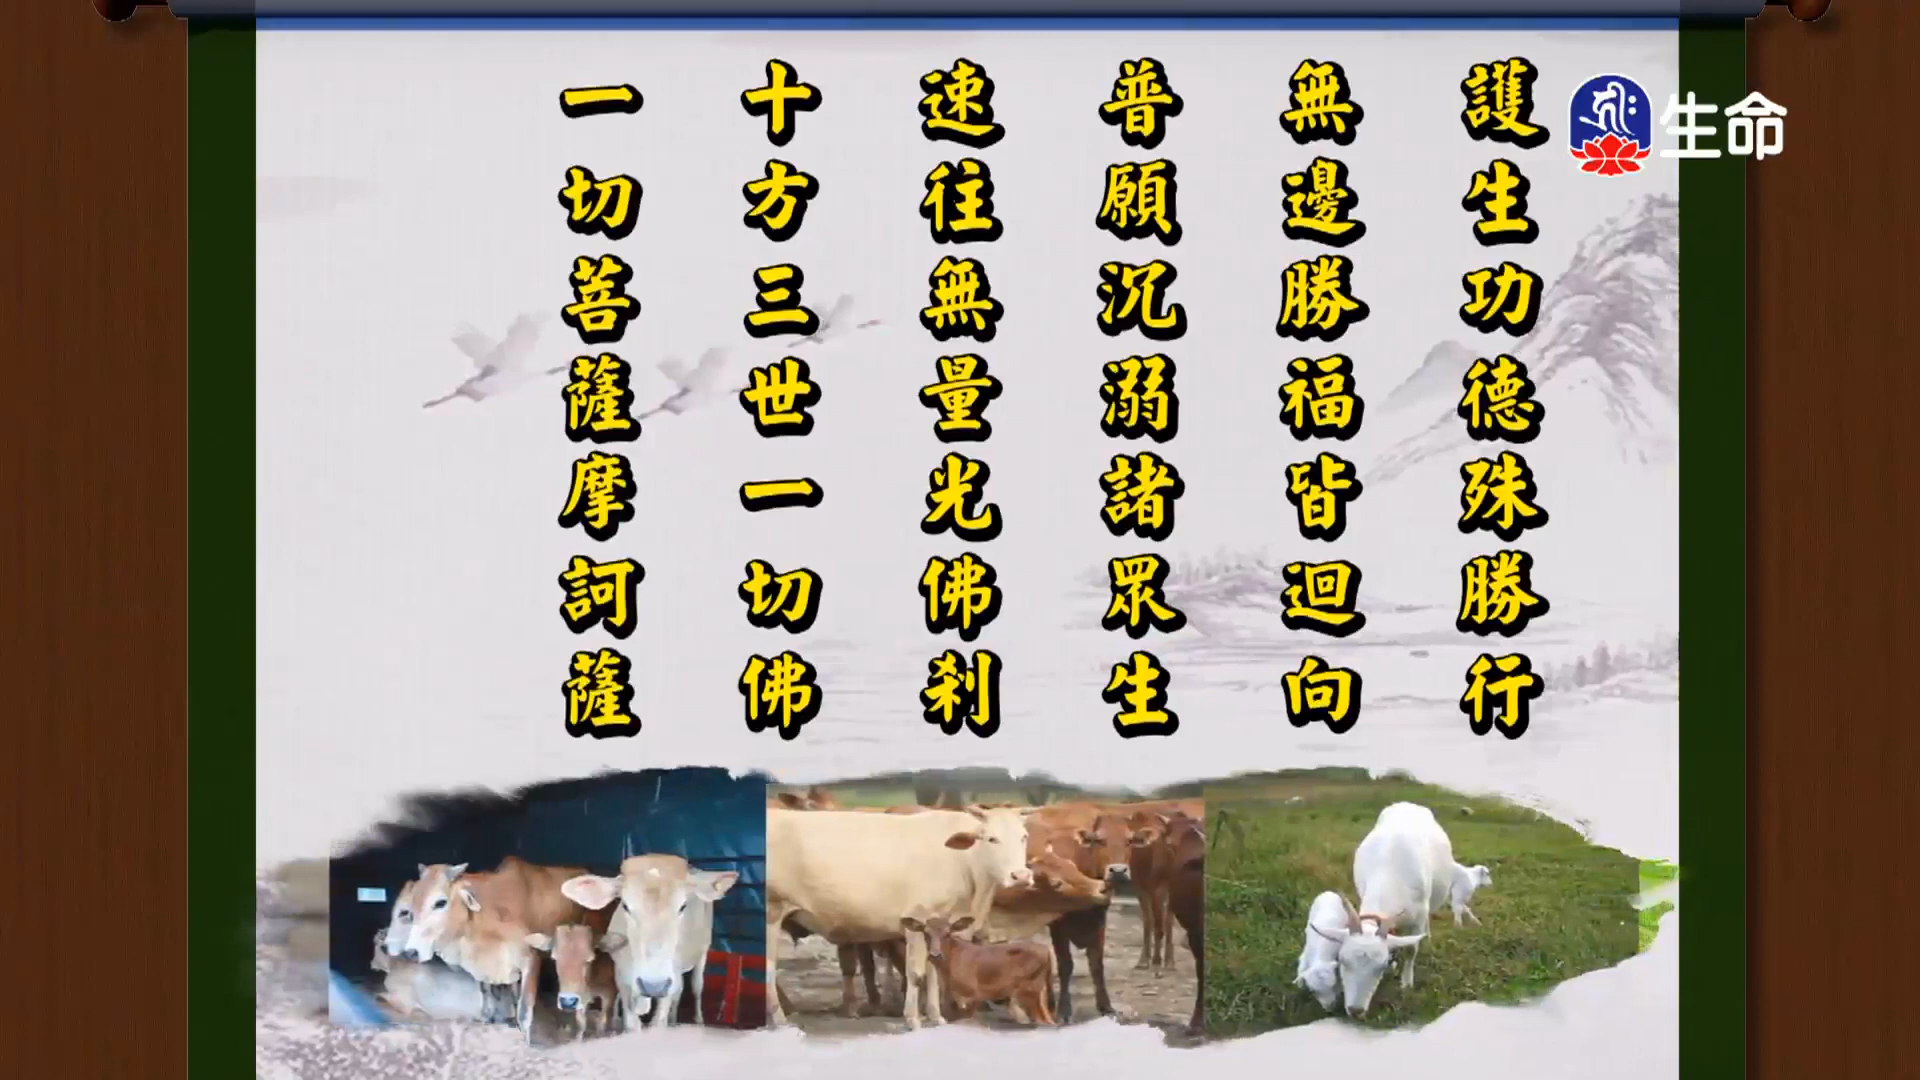 護生功德殊勝行
無邊勝福皆迴向
普願沉溺諸眾生
速往無量光佛剎
十方三世一切佛
一切菩薩摩訶薩
生命